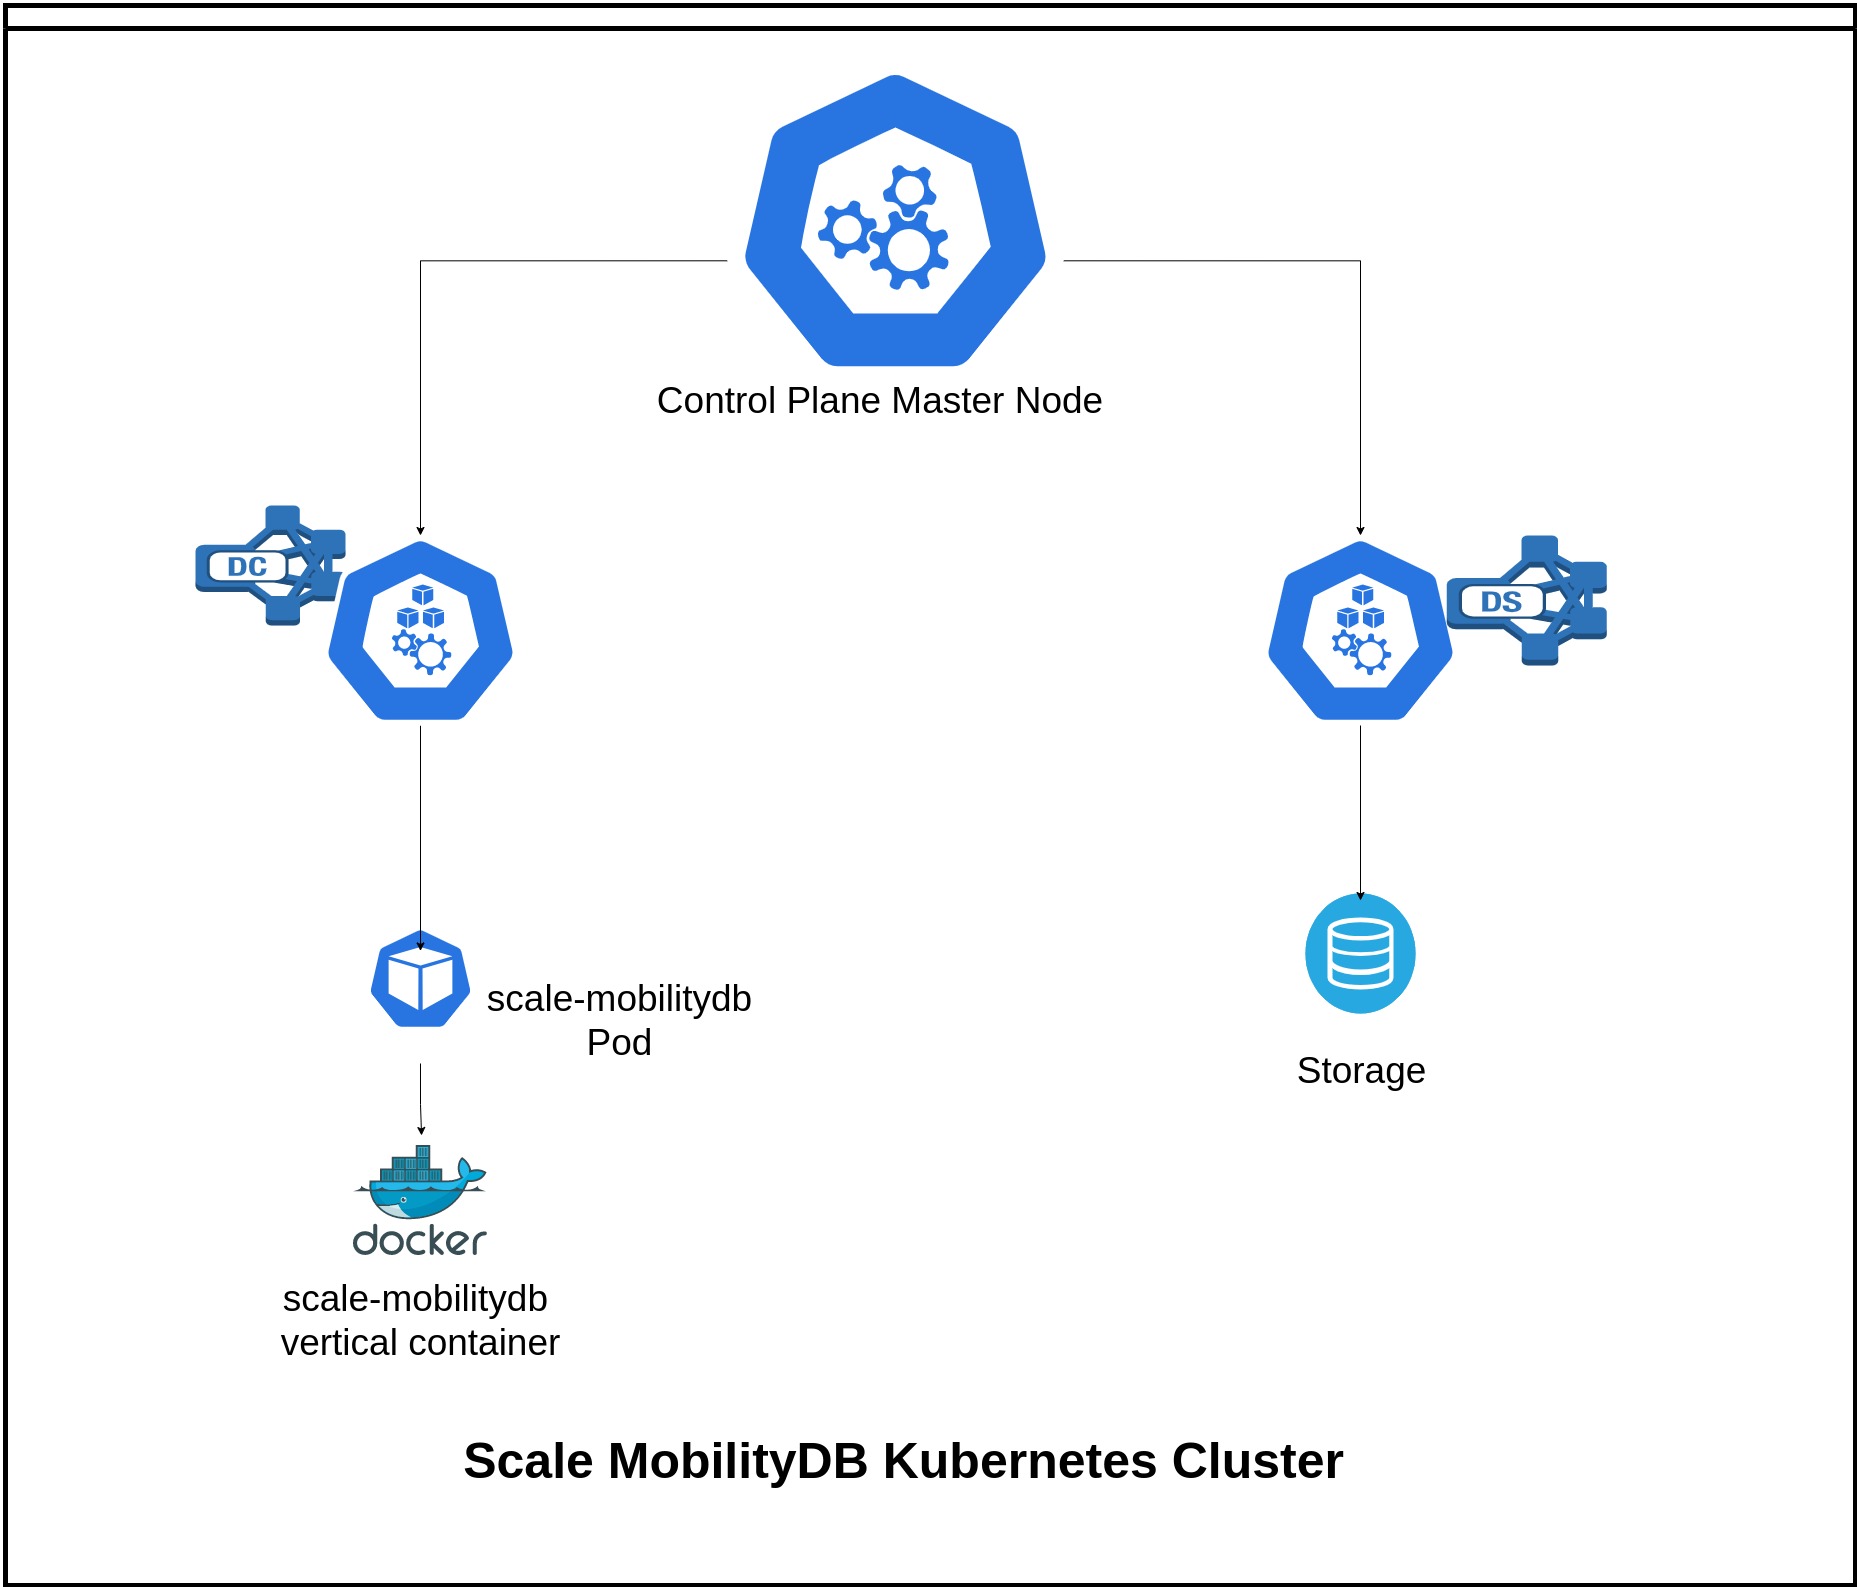 Control Plane Master Node
DC
DS
scale-mobilitydb
Pod
Storage
docker
scale-mobilitydb
vertical container
Scale MobilityDB Kubernetes Cluster